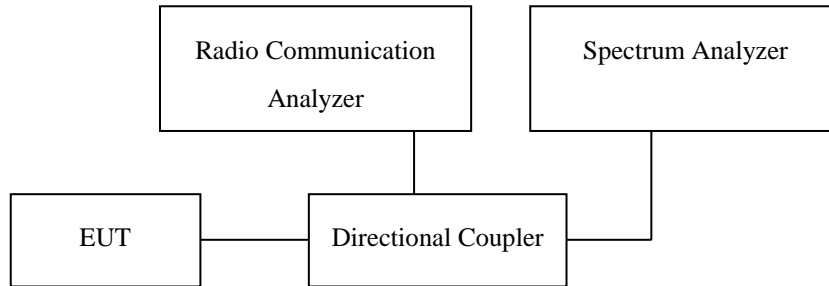 Radio Communication
Analyzer
Spectrum Analyzer
EUT
Directional Coupler